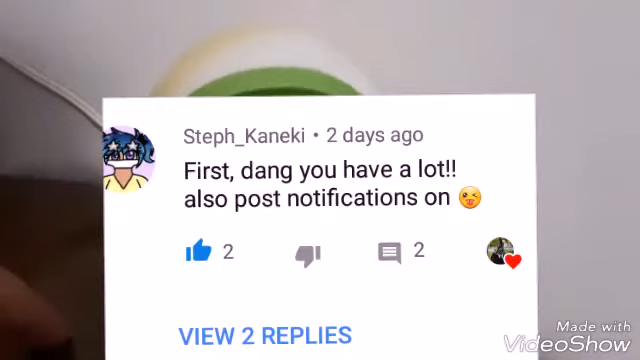 Steph_Kaneki • 2 days ago
First, dang you have a lot!!
also post notifications on 😜
2
2
VIEW 2 REPLIES
Made with
VideoShow